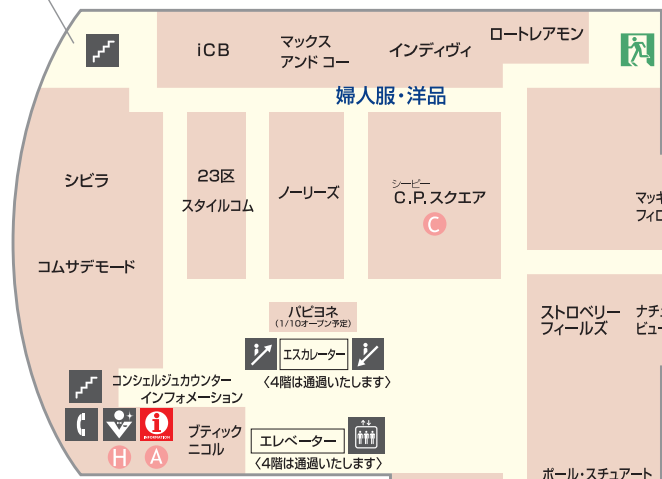 iCB
マックス
アンド コー
インディヴィ
ロートレアモン
婦人服・洋品
シビラ
23区
スタイルコム
ノーリーズ
シーピー
C.P.スクエア
C
マッキ
フィロ
コムサデモード
パピヨネ
(1/10オープン予定)
ストロベリー
フィールズ
ナチュ
ビュー
エスカレーター
〈4階は通過いたします〉
コンシェルジュカウンター
インフォメーション
i
INFORMATION
H
A
ブティック
ニコル
エレベーター
〈4階は通過いたします〉
ポール・スチュアート